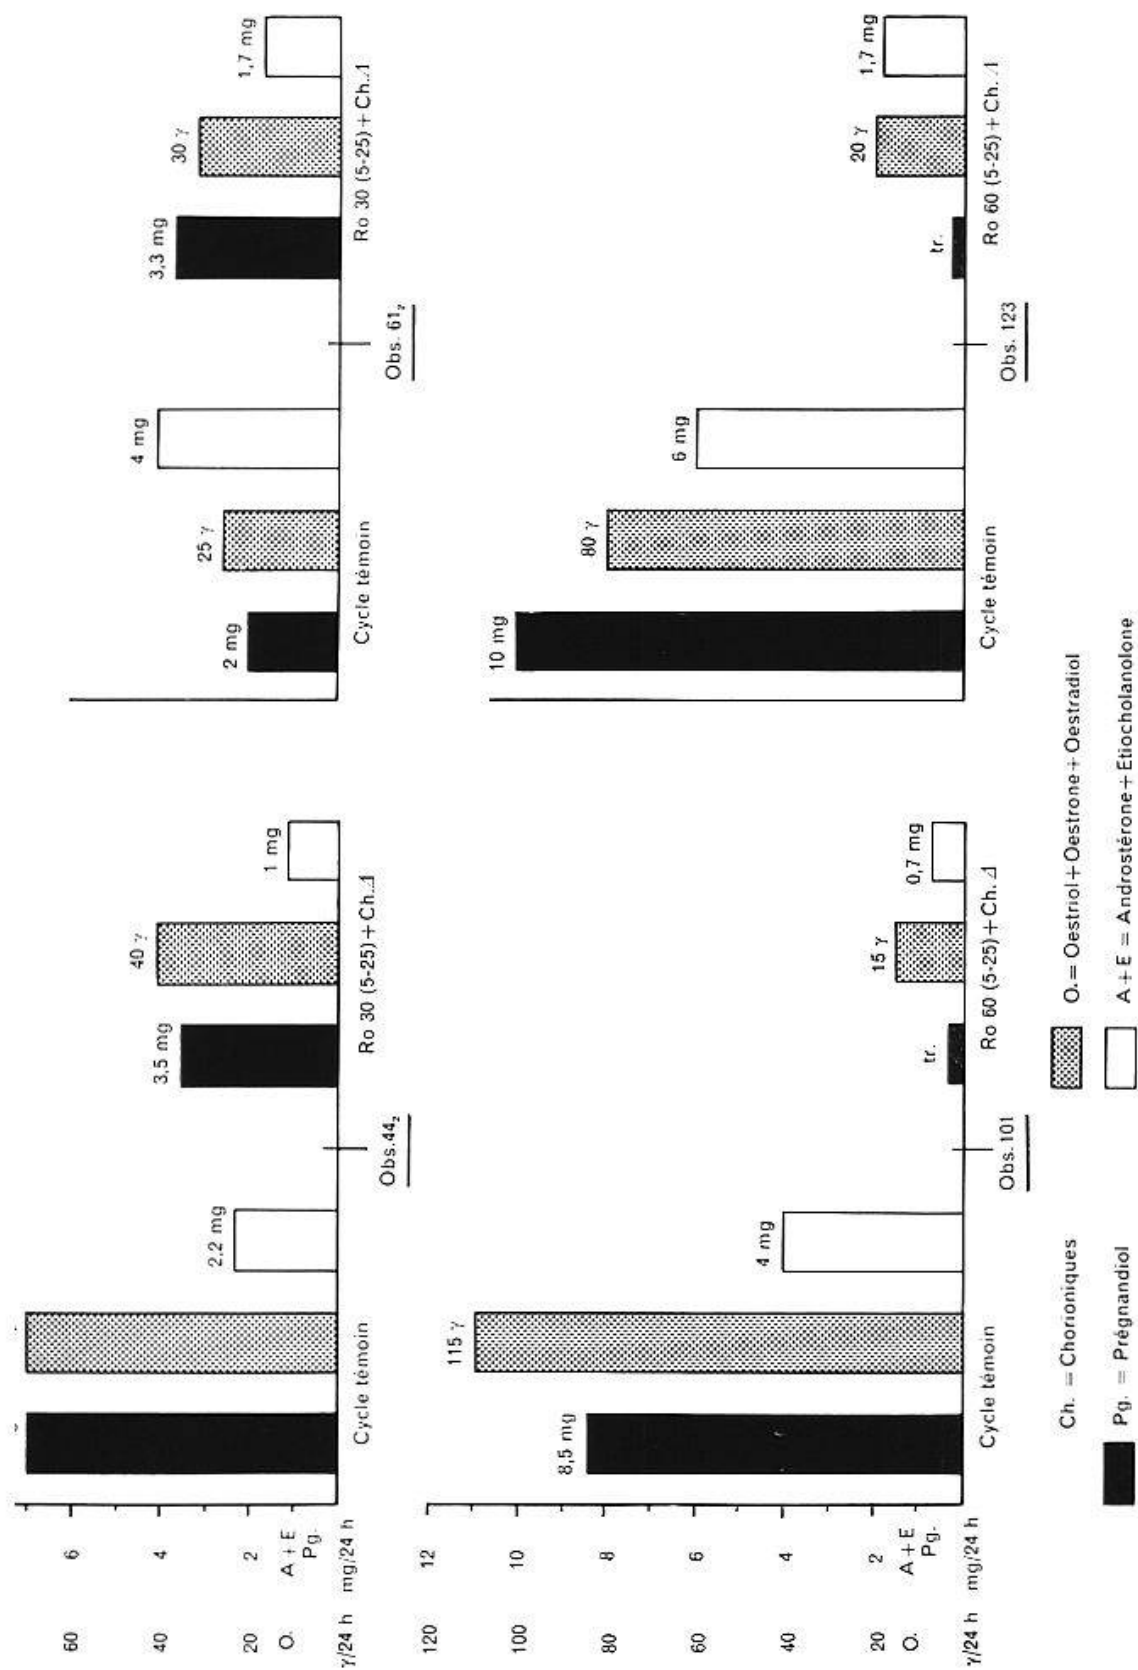 6
4
2
A+E
Pg.
mg/24 h
60
40
20
O.
γ/24 h
2,2 mg
Cycle témoin
Obs.44₂
3,5 mg
40 γ
1 mg
Ro 30 (5-25)+Ch.⊿
2 mg
25 γ
4 mg
Cycle témoin
Obs. 61₂
3,3 mg
30 γ
1,7 mg
Ro 30 (5-25)+Ch.⊿
12
10
8
6
4
2
A+E
Pg.
mg/24 h
120
100
80
60
40
20
O.
γ/24 h
8,5 mg
115 γ
4 mg
Cycle témoin
Obs.101
tr.
15 γ
0,7 mg
Ro 60 (5-25)+Ch.⊿
10 mg
80 γ
6 mg
Cycle témoin
Obs. 123
tr.
20 γ
1,7 mg
Ro 60 (5-25)+Ch.⊿
Ch. = Chorioniques
O.= Oestriol+Oestrone+Oestradiol
Pg. = Prégnandiol
A+E = Androstérone+Etiocholanolone